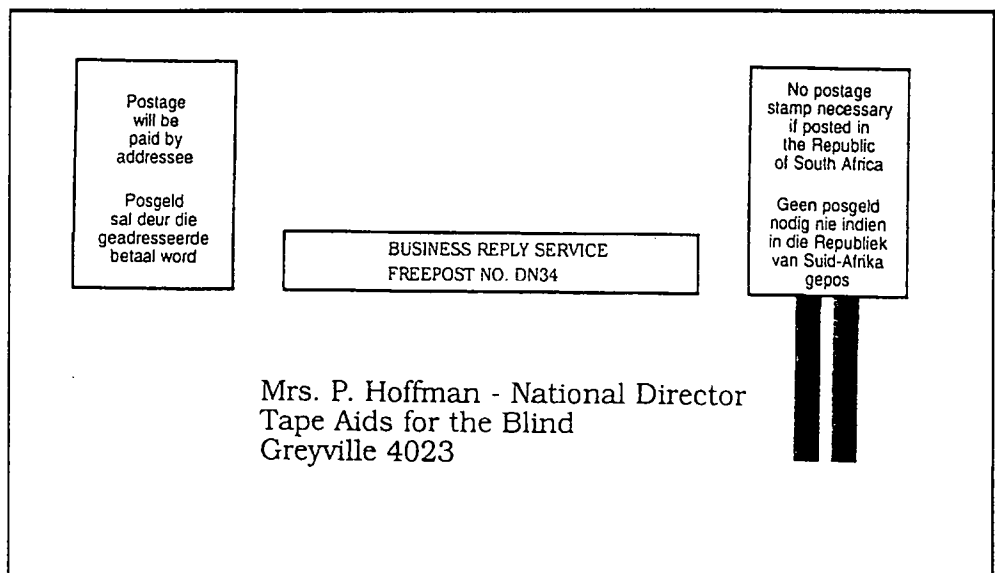 Postage
will be
paid by
addressee
Posgeld
sal deur die
geadresseerde
betaal word
BUSINESS REPLY SERVICE
FREEPOST NO. DN34
No postage
stamp necessary
if posted in
the Republic
of South Africa
Geen posgeld
nodig nie indien
in die Republiek
van Suid-Afrika
gepos
Mrs. P. Hoffman - National Director
Tape Aids for the Blind
Greyville 4023